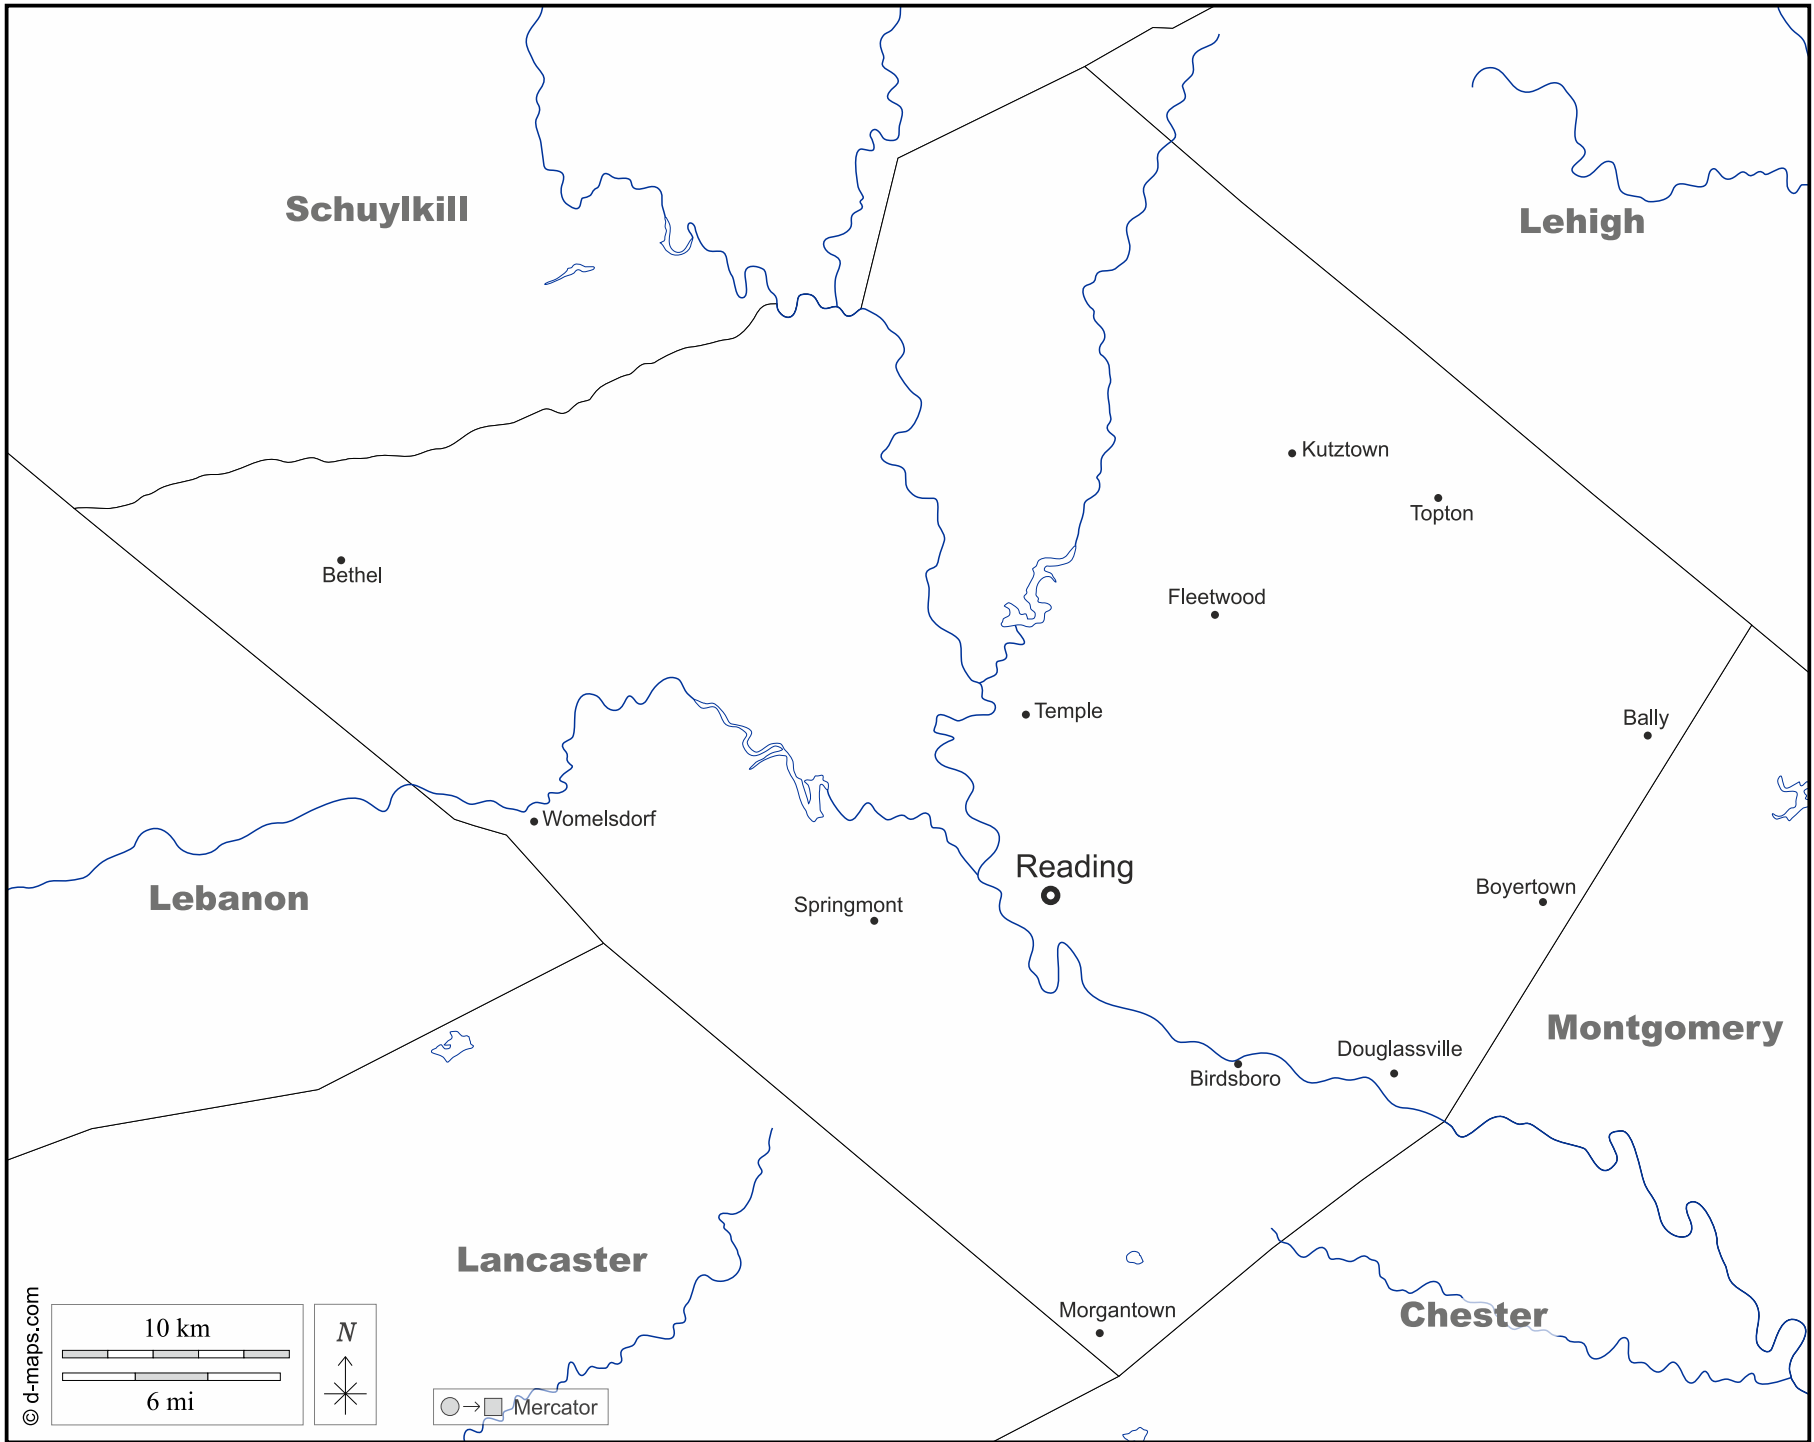 Schuylkill
Lehigh
Kutztown
Topton
Bethel
Fleetwood
Temple
Bally
Womelsdorf
Reading
Boyertown
Lebanon
Springmont
Montgomery
Douglassville
Birdsboro
Lancaster
Morgantown
Chester
© d-maps.com
10 km
6 mi
N
Mercator